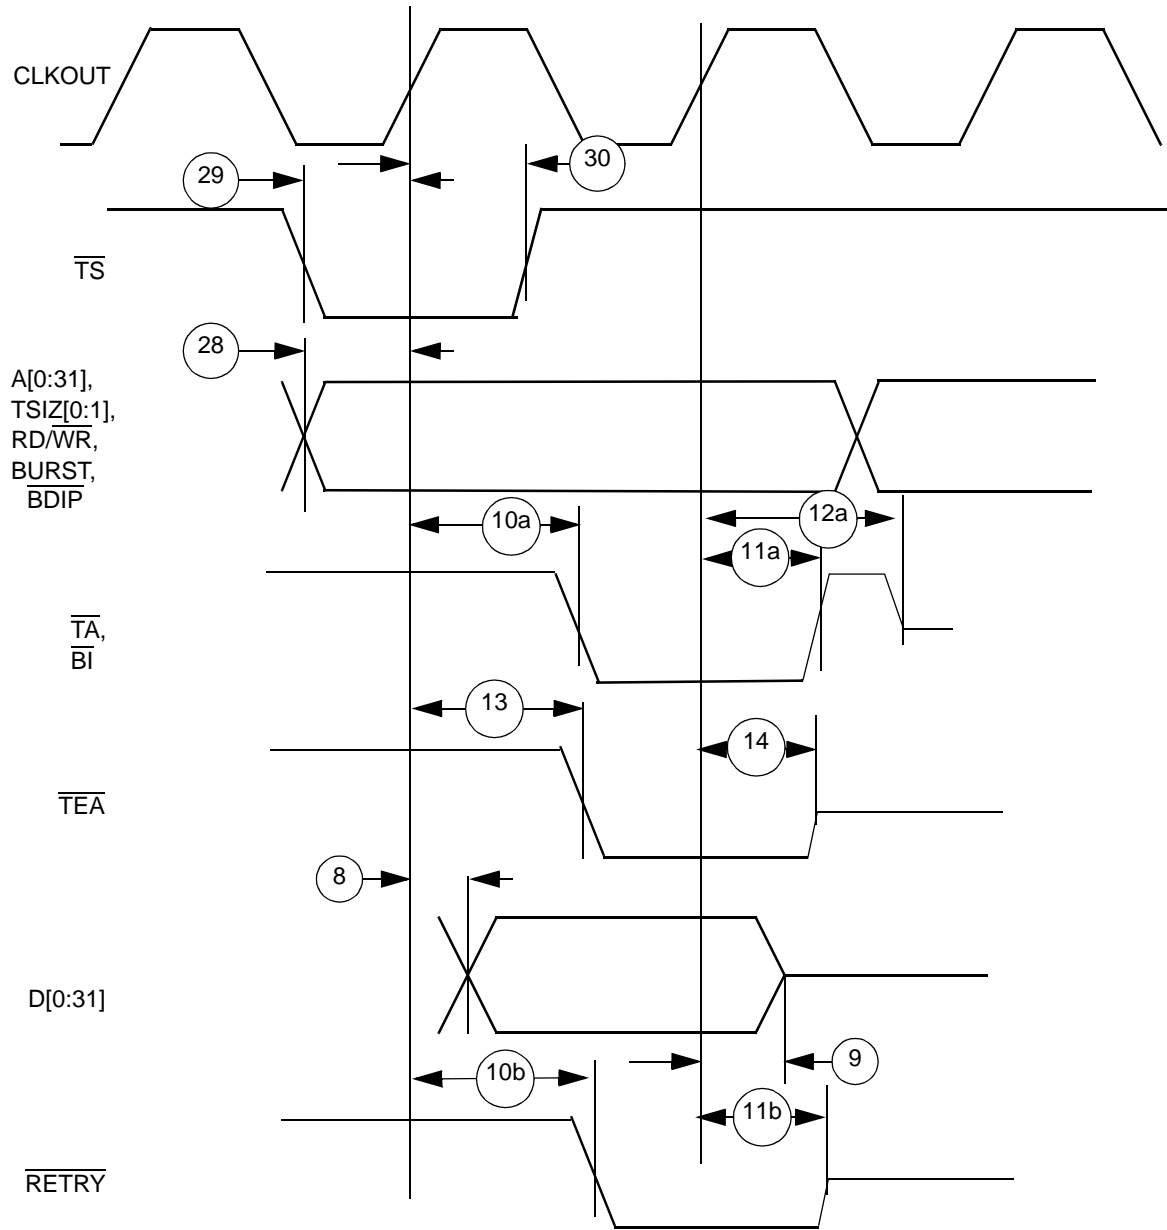 CLKOUT
30
29
TS
28
A[0:31],
TSIZ[0:1],
RD/WR,
BURST,
BDIP
10a
12a
11a
TA,
BI
13
14
TEA
8
D[0:31]
9
10b
11b
RETRY